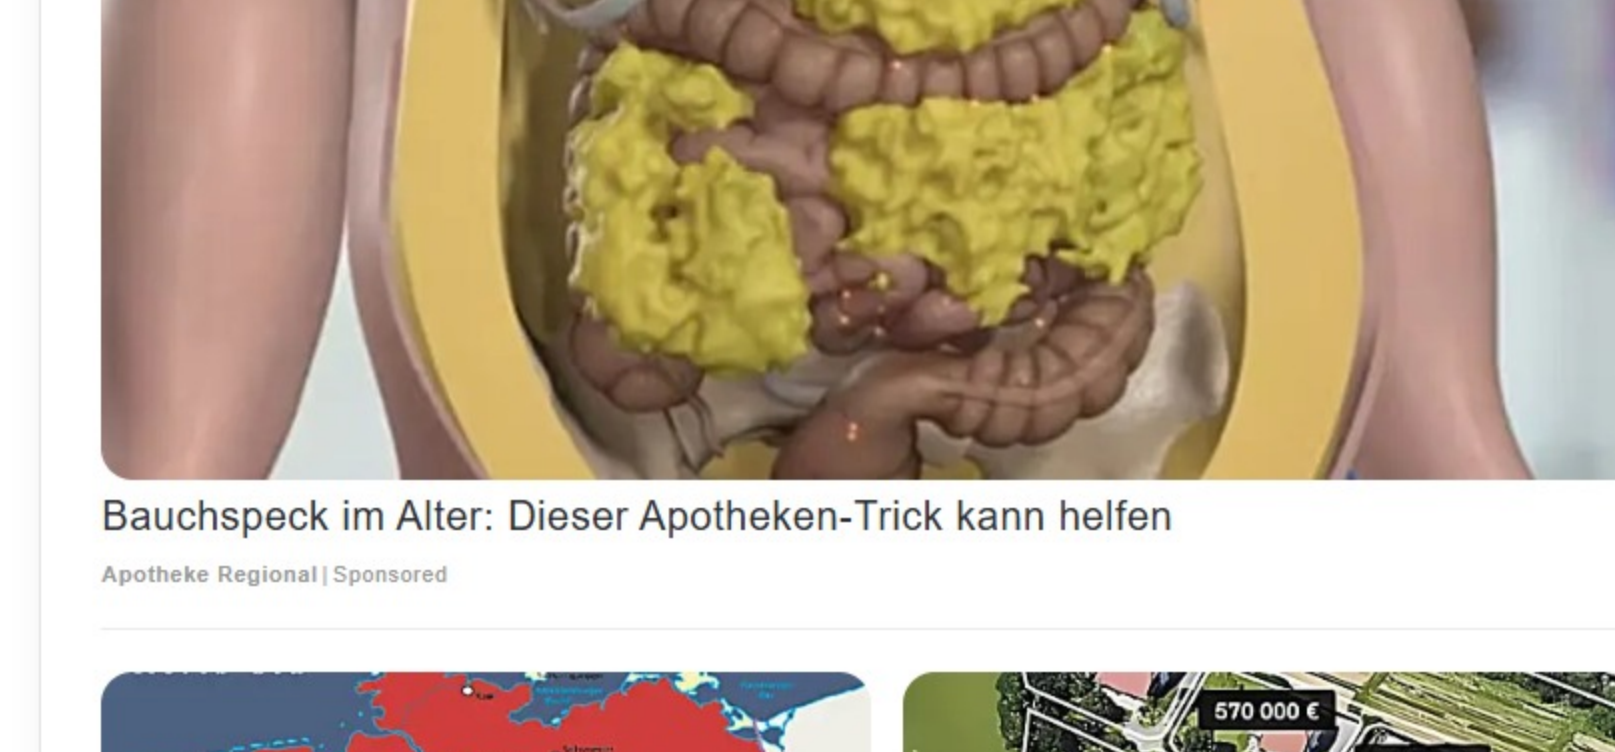 Bauchspeck im Alter: Dieser Apotheken-Trick kann helfen
Apotheke Regional | Sponsored
570 000 €